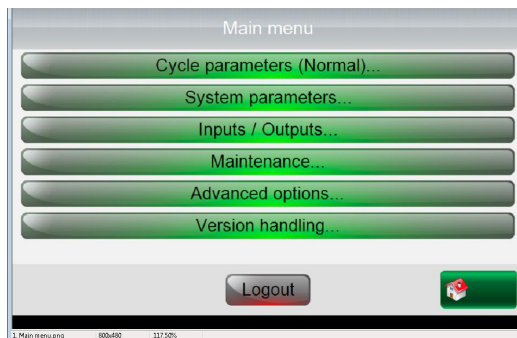 Main menu
Cycle parameters (Normal)...
System parameters...
Inputs / Outputs...
Maintenance...
Advanced options...
Version handling...
Logout
1. Main menu.png 800x480 117.50%